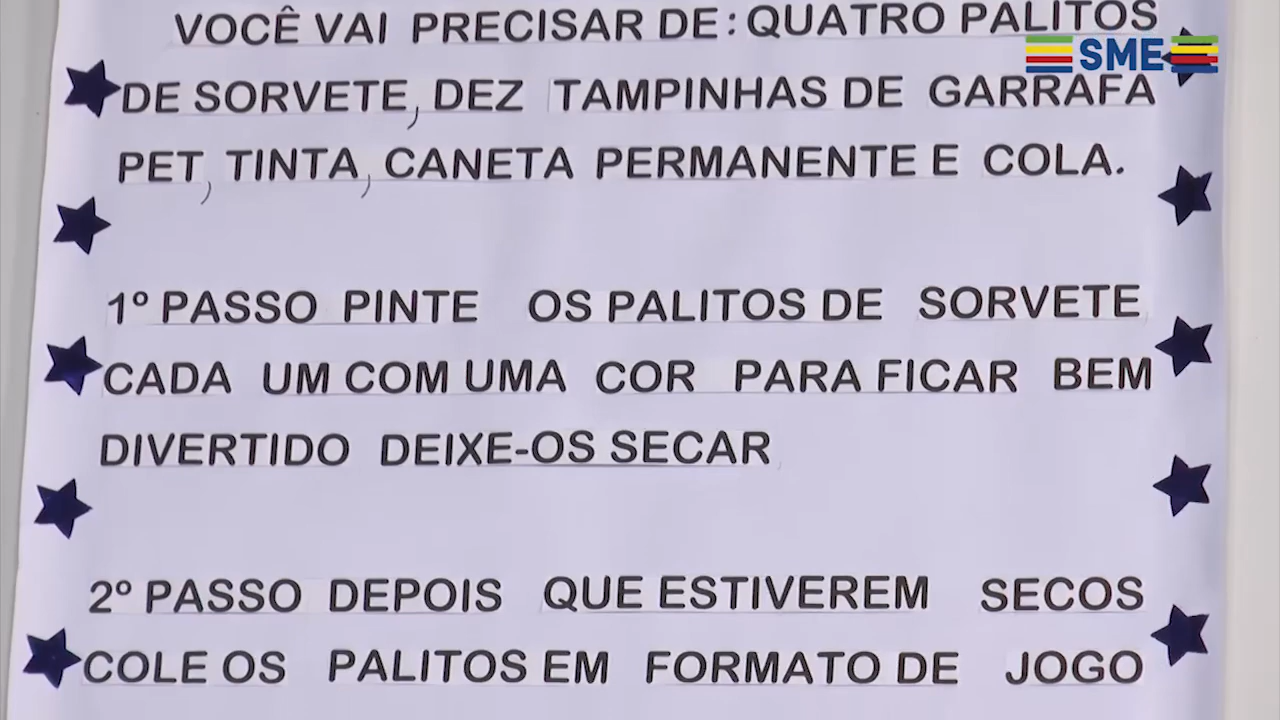 VOCÊ VAI PRECISAR DE: QUATRO PALITOS
SME
DE SORVETE, DEZ TAMPINHAS DE GARRAFA
PET, TINTA, CANETA PERMANENTE E COLA.
1º PASSO PINTE OS PALITOS DE SORVETE
CADA UM COM UMA COR PARA FICAR BEM
DIVERTIDO DEIXE-OS SECAR
2º PASSO DEPOIS QUE ESTIVEREM SECOS
COLE OS PALITOS EM FORMATO DE JOGO